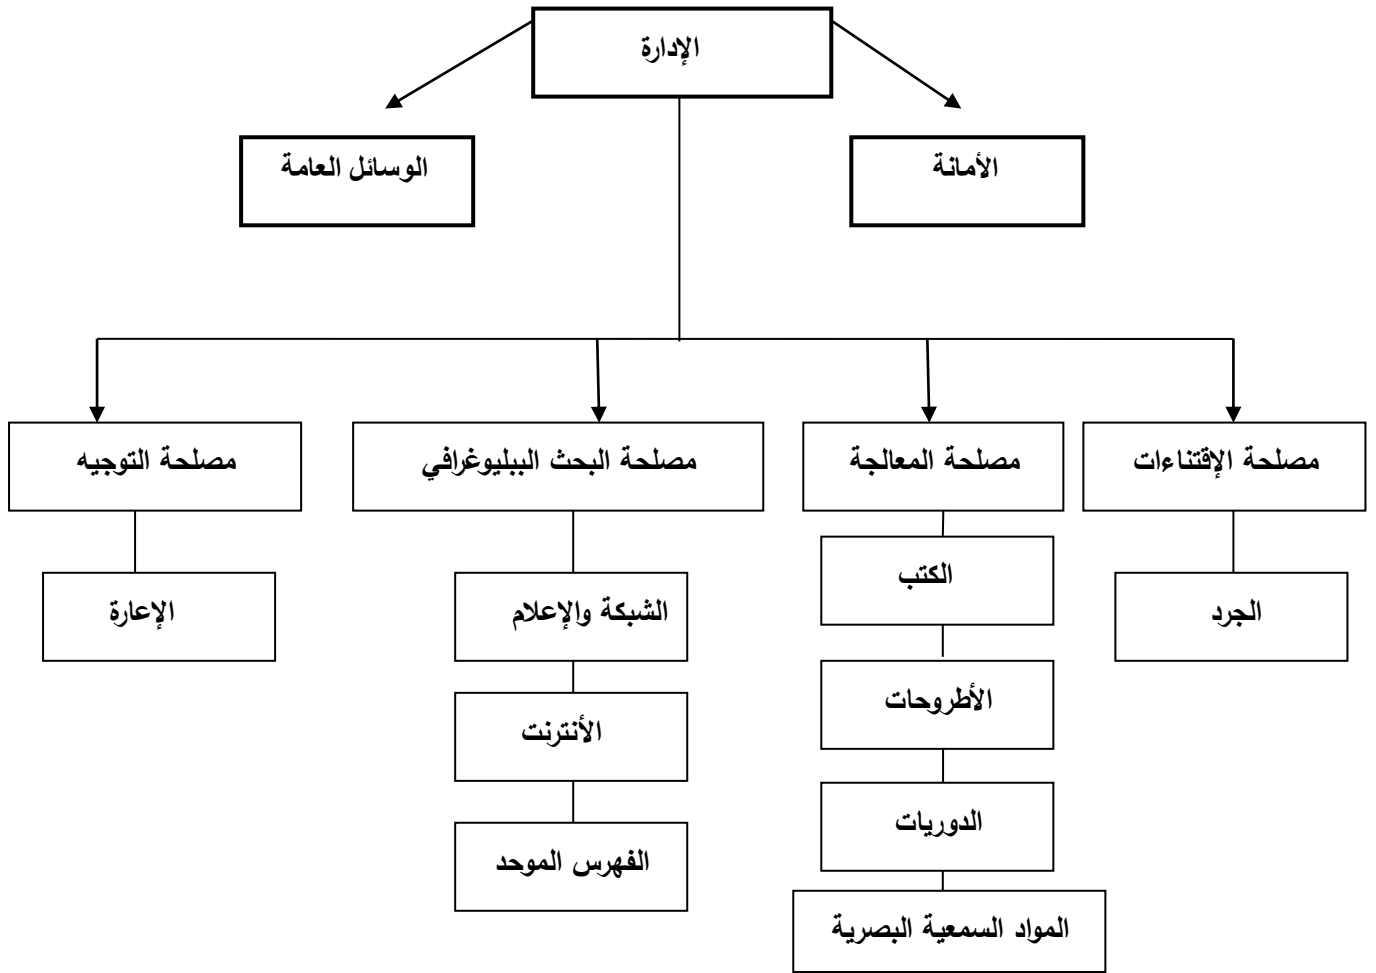 الإدارة
الأمانة
الوسائل العامة
مصلحة الإقتناءات
مصلحة المعالجة
مصلحة البحث الببليوغرافي
مصلحة التوجيه
الجرد
الكتب
الأطروحات
الدوريات
المواد السمعية البصرية
الشبكة والإعلام
الأنترنت
الفهرس الموحد
الإعارة